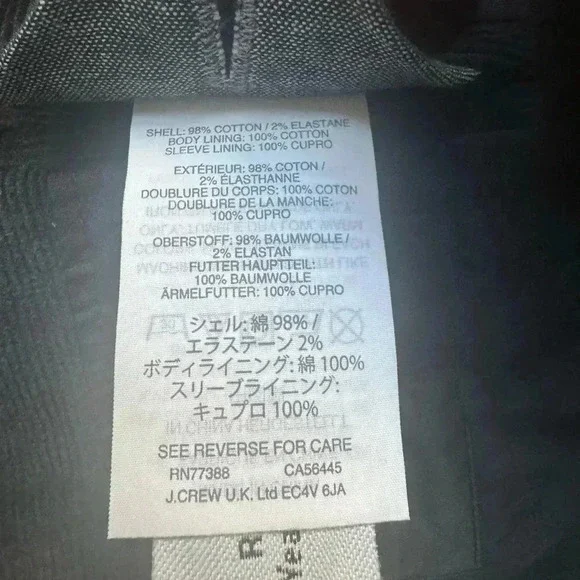 SHELL: 98% COTTON / 2% ELASTANE
BODY LINING: 100% COTTON
SLEEVE LINING: 100% CUPRO
EXTÉRIEUR: 98% COTON /
2% ÉLASTHANNE
DOUBLURE DU CORPS: 100% COTON
DOUBLURE DE LA MANCHE:
100% CUPRO
OBERSTOFF: 98% BAUMWOLLE /
2% ELASTAN
FUTTER HAUPTTEIL:
100% BAUMWOLLE
ÄRMELFUTTER: 100% CUPRO
シェル: 綿 98% /
エラステーン 2%
ボディライニング: 綿 100%
スリーブライニング:
キュプロ 100%
SEE REVERSE FOR CARE
RN77388 CA56445
J.CREW U.K. Ltd EC4V 6JA